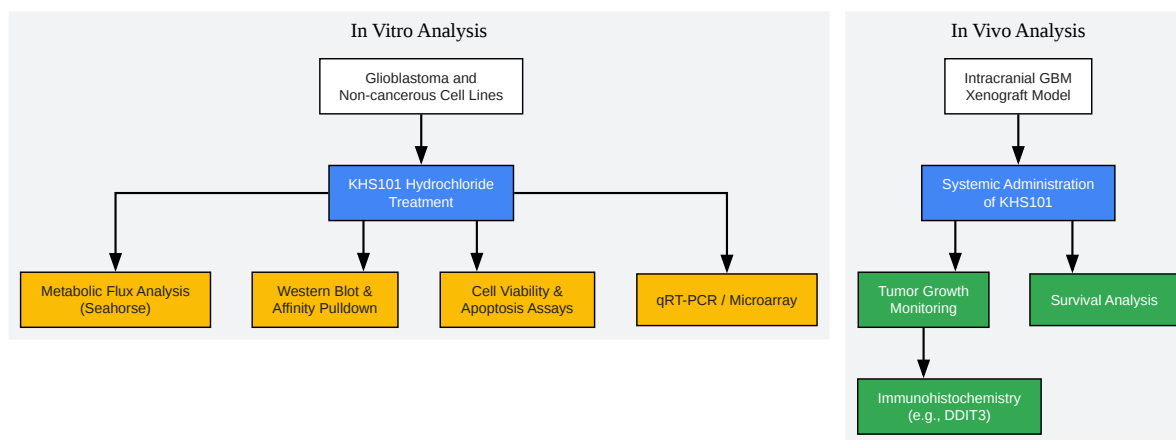 In Vitro Analysis
Glioblastoma and
Non-cancerous Cell Lines
KHS101 Hydrochloride
Treatment
Metabolic Flux Analysis
(Seahorse)
Western Blot &
Affinity Pulldown
Cell Viability &
Apoptosis Assays
qRT-PCR / Microarray
In Vivo Analysis
Intracranial GBM
Xenograft Model
Systemic Administration
of KHS101
Tumor Growth
Monitoring
Survival Analysis
Immunohistochemistry
(e.g., DDIT3)